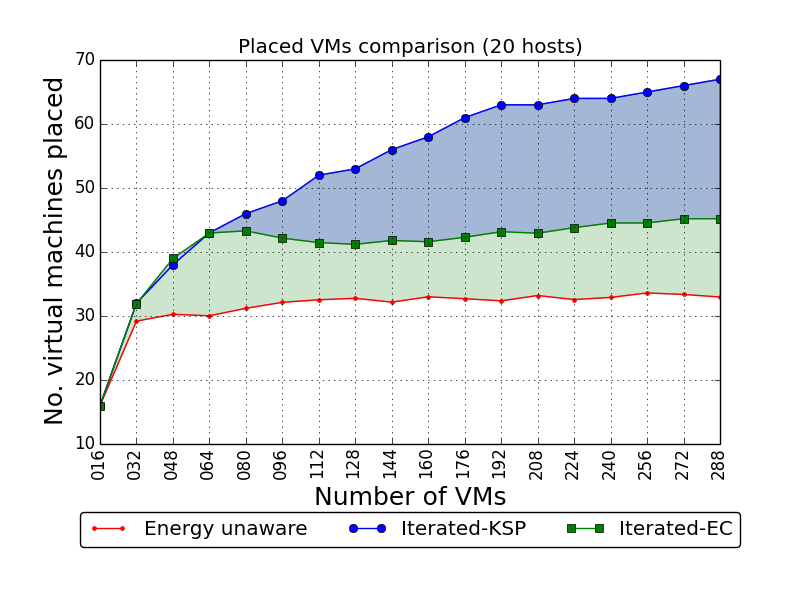 Placed VMs comparison (20 hosts)
No. virtual machines placed
70
60
50
40
30
20
10
016 032 048 064 080 096 112 128 144 160 176 192 208 224 240 256 272 288
Number of VMs
Energy unaware Iterated-KSP Iterated-EC